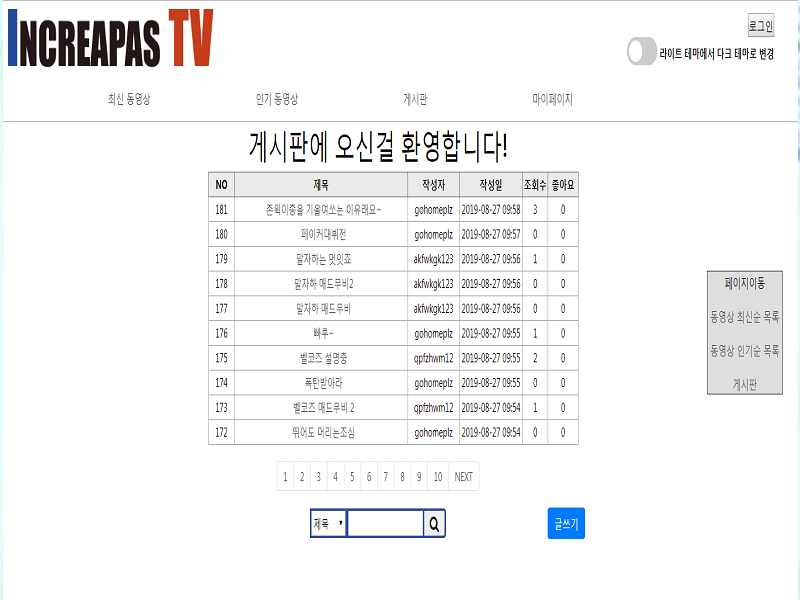 INCREAPAS TV
로그인
라이트 테마에서 다크 테마로 변경
최신 동영상 인기 동영상 게시판 마이페이지
게시판에 오신걸 환영합니다!
NO 제목 작성자 작성일 조회수 좋아요
181 존윅이총을 기울여쏘는 이유래요~ gohomeplz 2019-08-27 09:58 3 0
180 페이커대뷔전 gohomeplz 2019-08-27 09:57 0 0
179 말자하는 멋잇죠 akfwkgk123 2019-08-27 09:56 1 0
178 말자하 매드무비2 akfwkgk123 2019-08-27 09:56 0 0
177 말자하 매드무비 akfwkgk123 2019-08-27 09:56 0 0
176 빠루~ gohomeplz 2019-08-27 09:55 1 0
175 벨코즈 설명충 qpfzhwm12 2019-08-27 09:55 2 0
174 폭탄받아라 gohomeplz 2019-08-27 09:55 0 0
173 벨코즈 매드무비 2 qpfzhwm12 2019-08-27 09:54 1 0
172 뛰어도 머리는조심 gohomeplz 2019-08-27 09:54 0 0
페이지이동
동영상 최신순 목록
동영상 인기순 목록
게시판
1 2 3 4 5 6 7 8 9 10 NEXT
제목
글쓰기